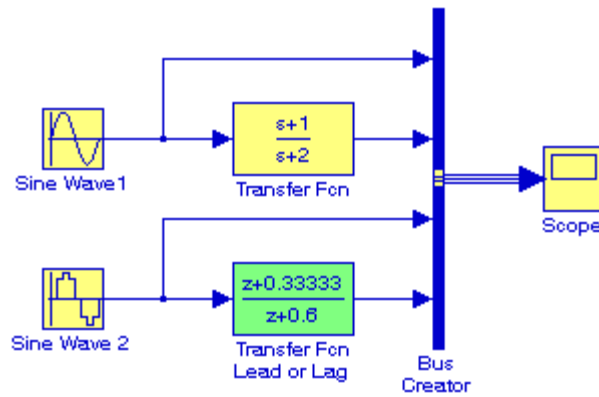 s+1
s+2
Sine Wave1
Transfer Fcn
Scope
z+0.33333
z+0.6
Sine Wave 2
Transfer Fcn
Lead or Lag
Bus
Creator